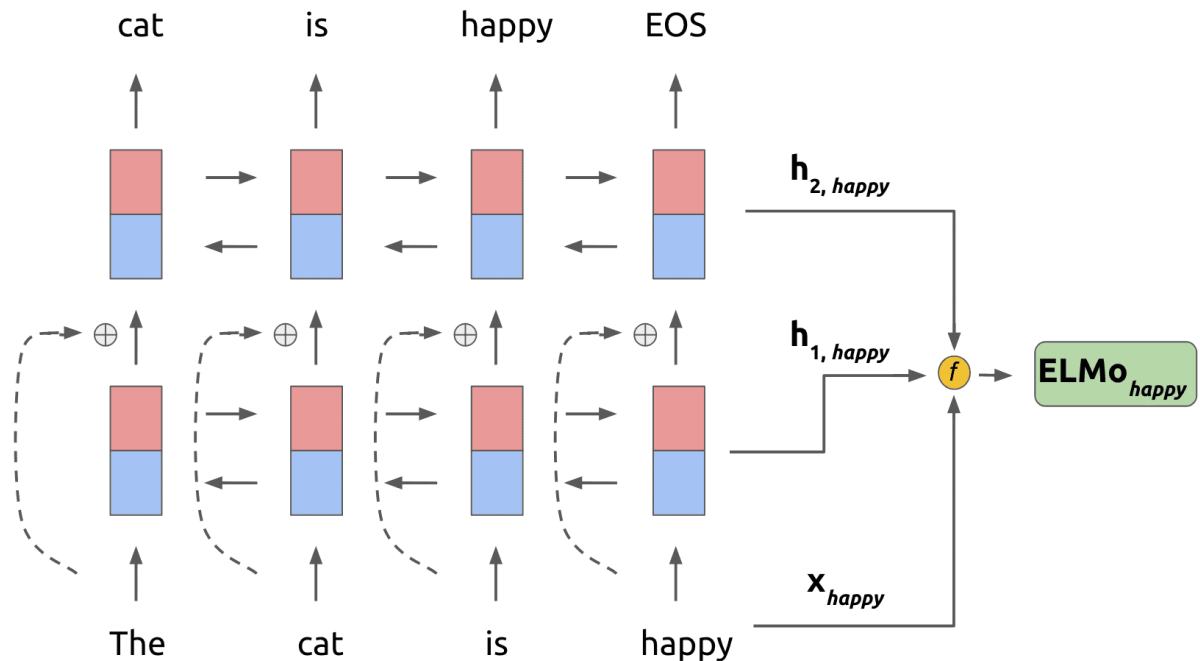 cat is happy EOS
h2, happy
h1, happy
f ELMohappy
xhappy
The cat is happy